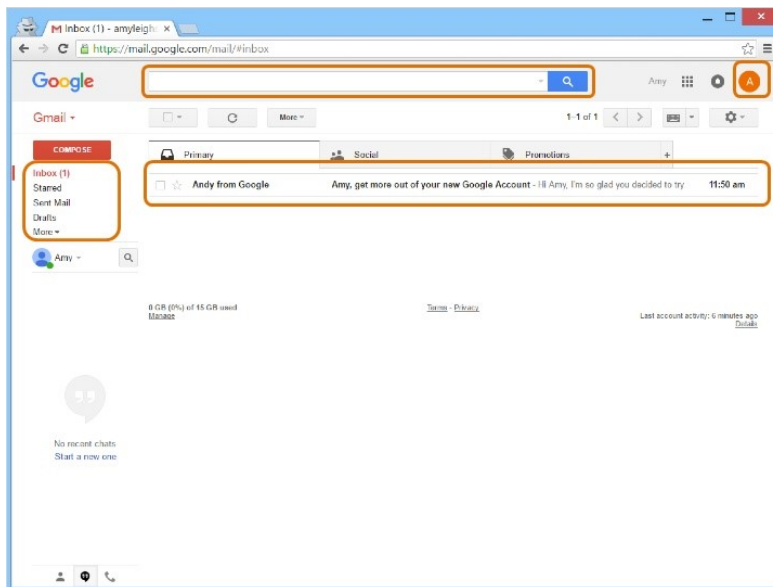 Inbox (1) - amyleigh
https://mail.google.com/mail/#inbox
Google
Amy
A
Gmail
More
1–1 of 1
COMPOSE
Primary
Social
Promotions
+
Inbox (1)
Starred
Sent Mail
Drafts
More
Andy from Google
Amy, get more out of your new Google Account - Hi Amy, I'm so glad you decided to try
11:50 am
Amy
0 GB (0%) of 15 GB used
Manage
Terms - Privacy
Last account activity: 6 minutes ago
Details
No recent chats
Start a new one